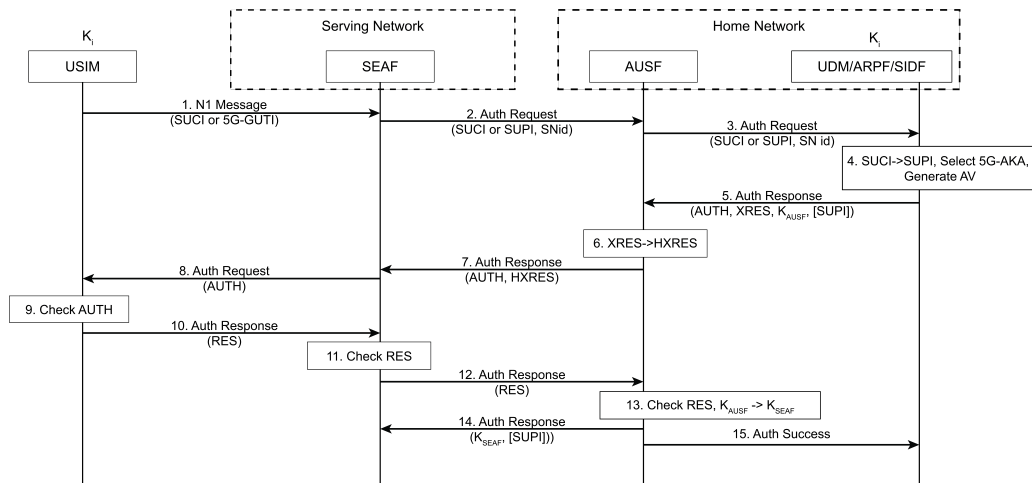 Serving Network
Home Network
Ki
Ki
USIM
SEAF
AUSF
UDM/ARPF/SIDF
1. N1 Message
(SUCI or 5G-GUTI)
2. Auth Request
(SUCI or SUPI, SNid)
3. Auth Request
(SUCI or SUPI, SN id)
4. SUCI->SUPI, Select 5G-AKA,
Generate AV
5. Auth Response
(AUTH, XRES, KAUSF, [SUPI])
6. XRES->HXRES
7. Auth Response
(AUTH, HXRES)
8. Auth Request
(AUTH)
9. Check AUTH
10. Auth Response
(RES)
11. Check RES
12. Auth Response
(RES)
13. Check RES, KAUSF -> KSEAF
14. Auth Response
(KSEAF, [SUPI]))
15. Auth Success